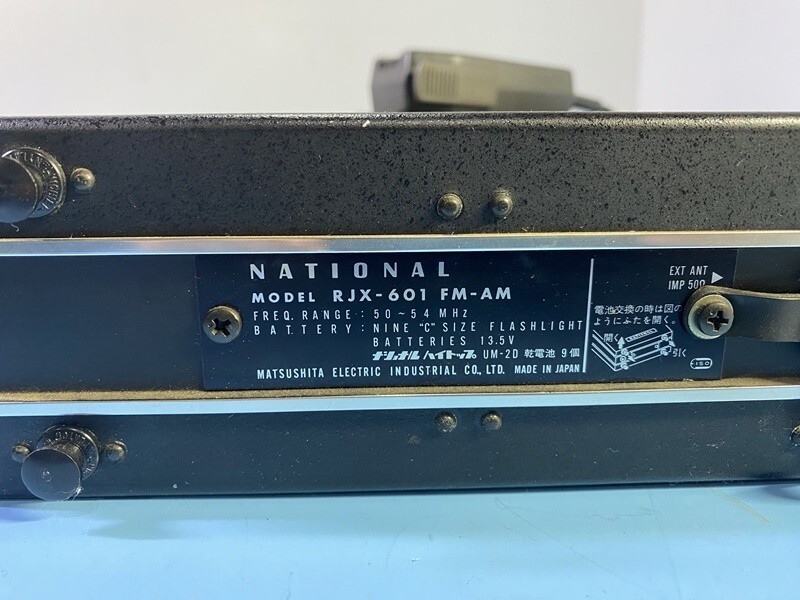 NATIONAL
MODEL RJX-601 FM-AM
FREQ. RANGE : 50 ~ 54 MHz
BATTERY : NINE "C" SIZE FLASHLIGHT
BATTERIES 13.5V
ナショナル ハイトップ UM-2D 乾電池 9個
MATSUSHITA ELECTRIC INDUSTRIAL CO., LTD. MADE IN JAPAN
EXT ANT
IMP 50Ω
電池交換の時は図の
ようにふたを開く。
開く
引く